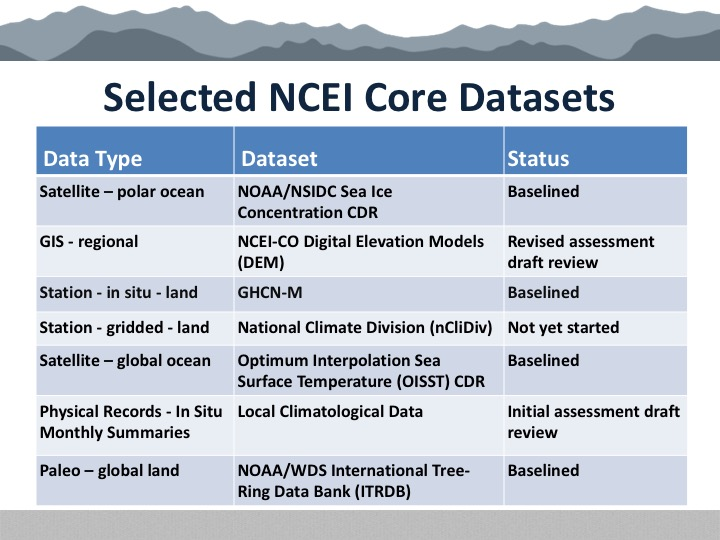 Selected NCEI Core Datasets
Data Type Dataset Status
Satellite – polar ocean NOAA/NSIDC Sea Ice Baselined
Concentration CDR
GIS - regional NCEI-CO Digital Elevation Models Revised assessment
(DEM) draft review
Station - in situ - land GHCN-M Baselined
Station - gridded - land National Climate Division (nCliDiv) Not yet started
Satellite – global ocean Optimum Interpolation Sea Baselined
Surface Temperature (OISST) CDR
Physical Records - In Situ Local Climatological Data Initial assessment draft
Monthly Summaries review
Paleo – global land NOAA/WDS International Tree- Baselined
Ring Data Bank (ITRDB)